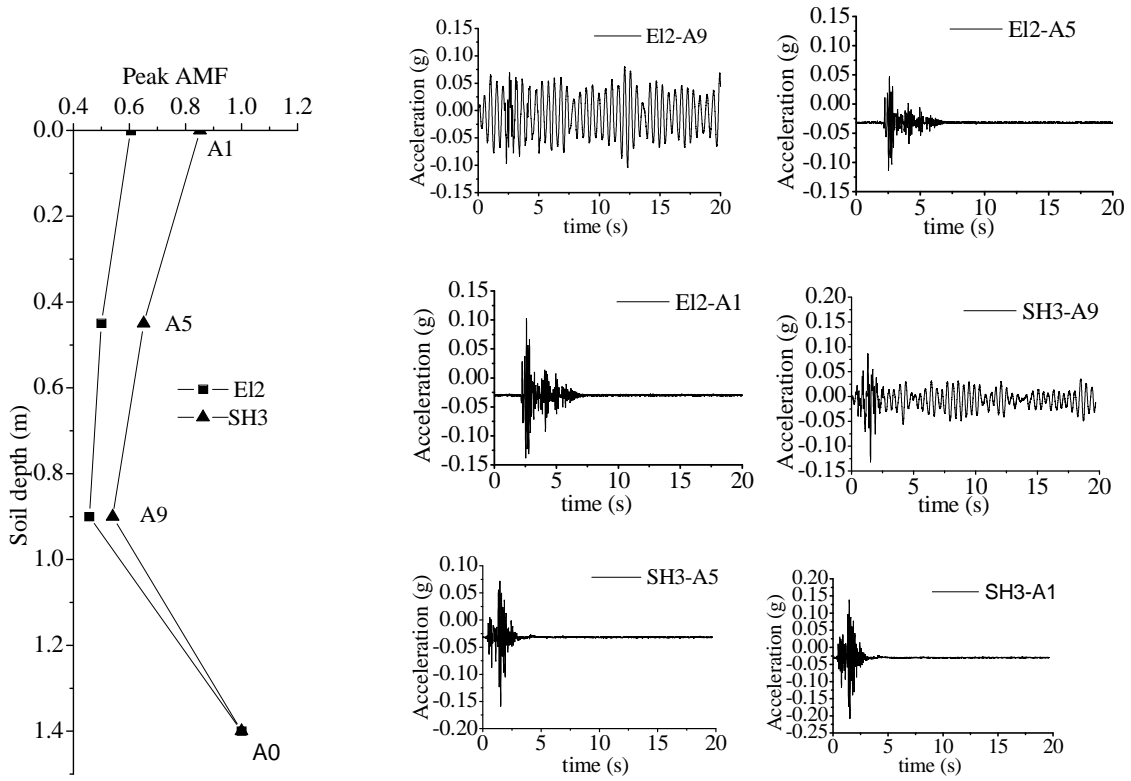 Peak AMF
0.4 0.6 0.8 1.0 1.2
0.0
0.2
0.4
0.6
0.8
1.0
1.2
1.4
Soil depth (m)
A1
A5
A9
A0
El2
SH3
El2-A9
0.15
0.10
0.05
0.00
-0.05
-0.10
-0.15
Acceleration (g)
0 5 10 15 20
time (s)
El2-A5
0.15
0.10
0.05
0.00
-0.05
-0.10
-0.15
Acceleration (g)
0 5 10 15 20
time (s)
El2-A1
0.15
0.10
0.05
0.00
-0.05
-0.10
-0.15
Acceleration (g)
0 5 10 15 20
time (s)
SH3-A9
0.20
0.15
0.10
0.05
0.00
-0.05
-0.10
-0.15
Acceleration (g)
0 5 10 15 20
time (s)
SH3-A5
0.10
0.05
0.00
-0.05
-0.10
-0.15
-0.20
Acceleration (g)
0 5 10 15 20
time (s)
SH3-A1
0.20
0.15
0.10
0.05
0.00
-0.05
-0.10
-0.15
-0.20
-0.25
Acceleration (g)
0 5 10 15 20
time (s)